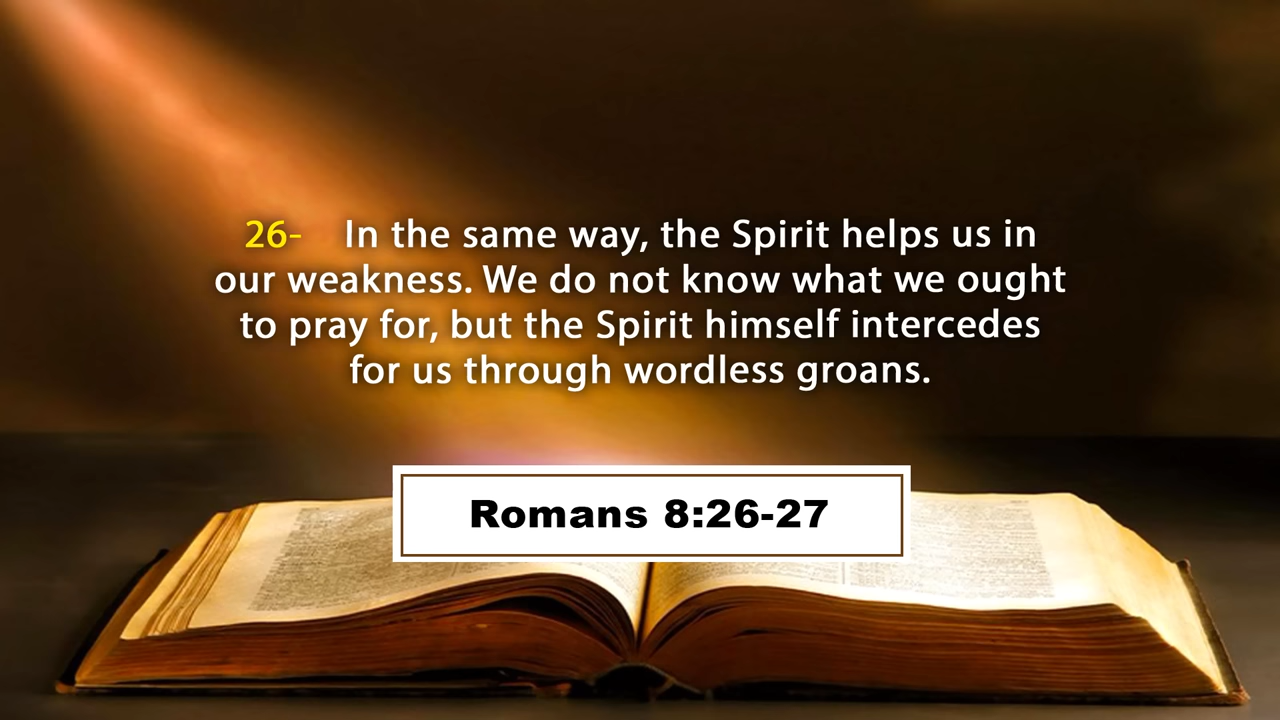 26- In the same way, the Spirit helps us in
our weakness. We do not know what we ought
to pray for, but the Spirit himself intercedes
for us through wordless groans.
Romans 8:26-27